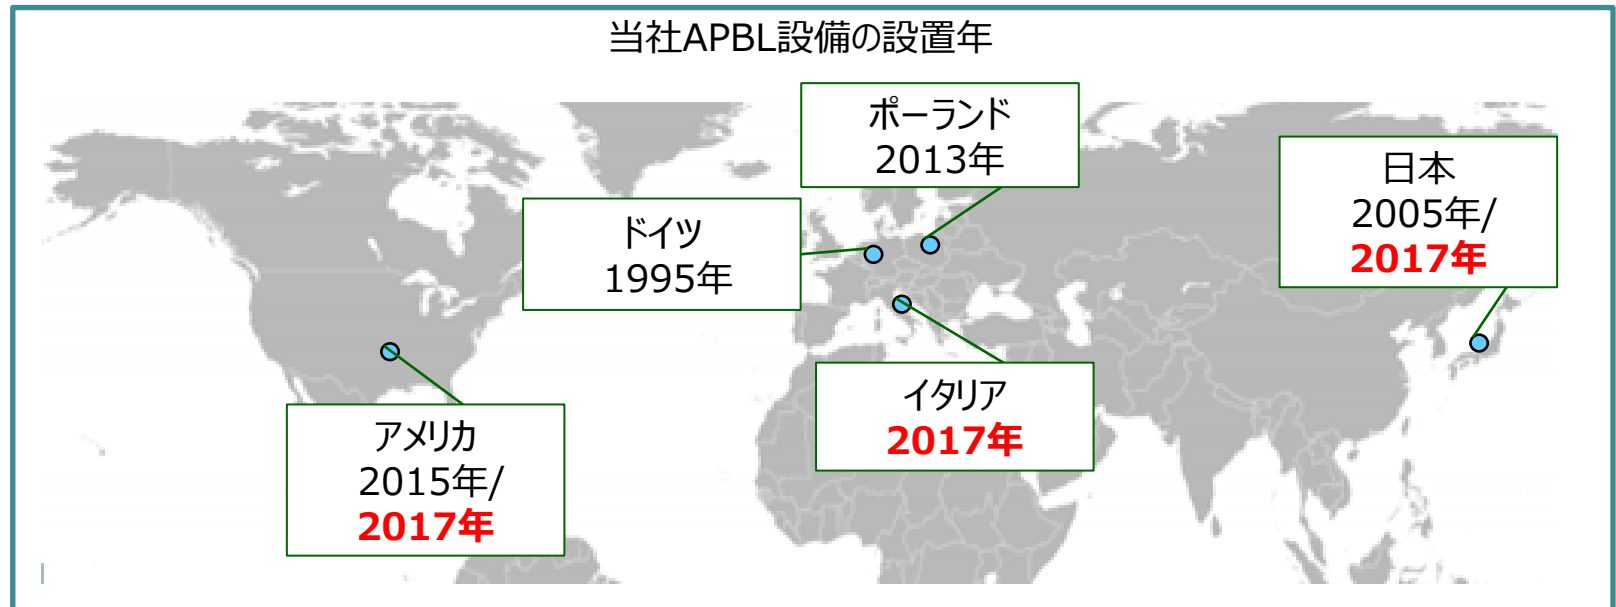 当社APBL設備の設置年
ポーランド
2013年
日本
2005年/
2017年
ドイツ
1995年
イタリア
2017年
アメリカ
2015年/
2017年